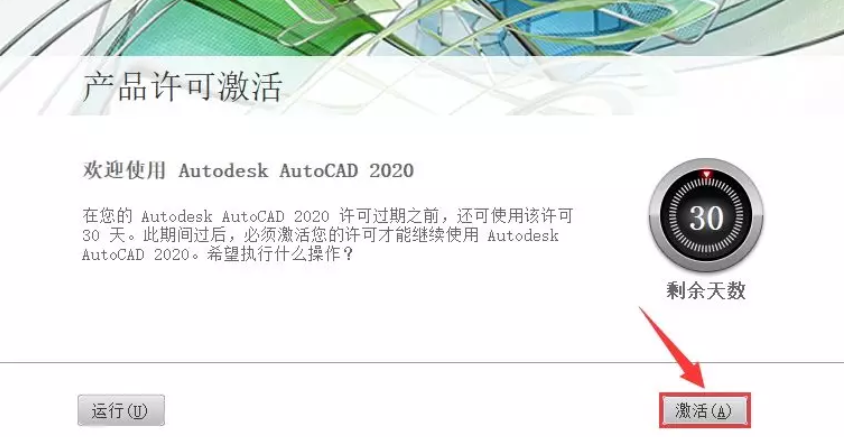 产品许可激活
欢迎使用 Autodesk AutoCAD 2020
在您的 Autodesk AutoCAD 2020 许可过期之前，还可使用该许可
30 天。此期间过后，必须激活您的许可才能继续使用 Autodesk
AutoCAD 2020。希望执行什么操作？
30
剩余天数
运行(U)
激活(A)